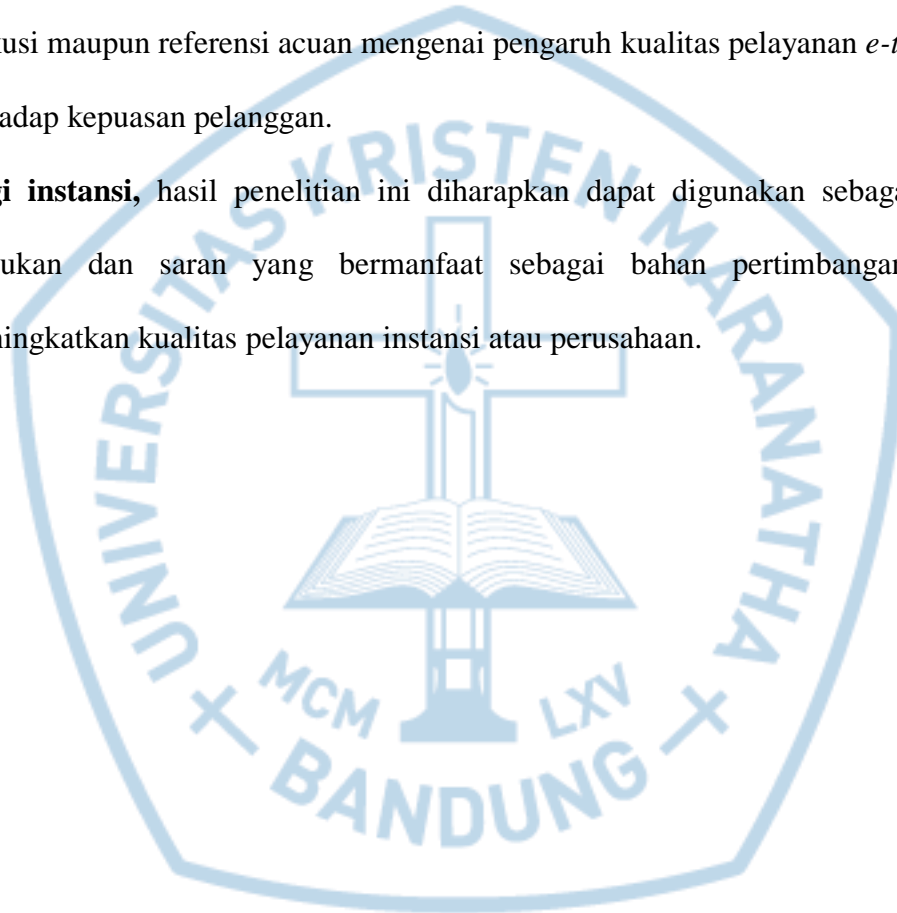 kusi maupun referensi acuan mengenai pengaruh kualitas pelayanan e-t
adap kepuasan pelanggan.
gi instansi, hasil penelitian ini diharapkan dapat digunakan sebaga
ukan dan saran yang bermanfaat sebagai bahan pertimbangan
ningkatkan kualitas pelayanan instansi atau perusahaan.
UNIVERSITAS KRISTEN MARANATHA
MCM LXV
BANDUNG